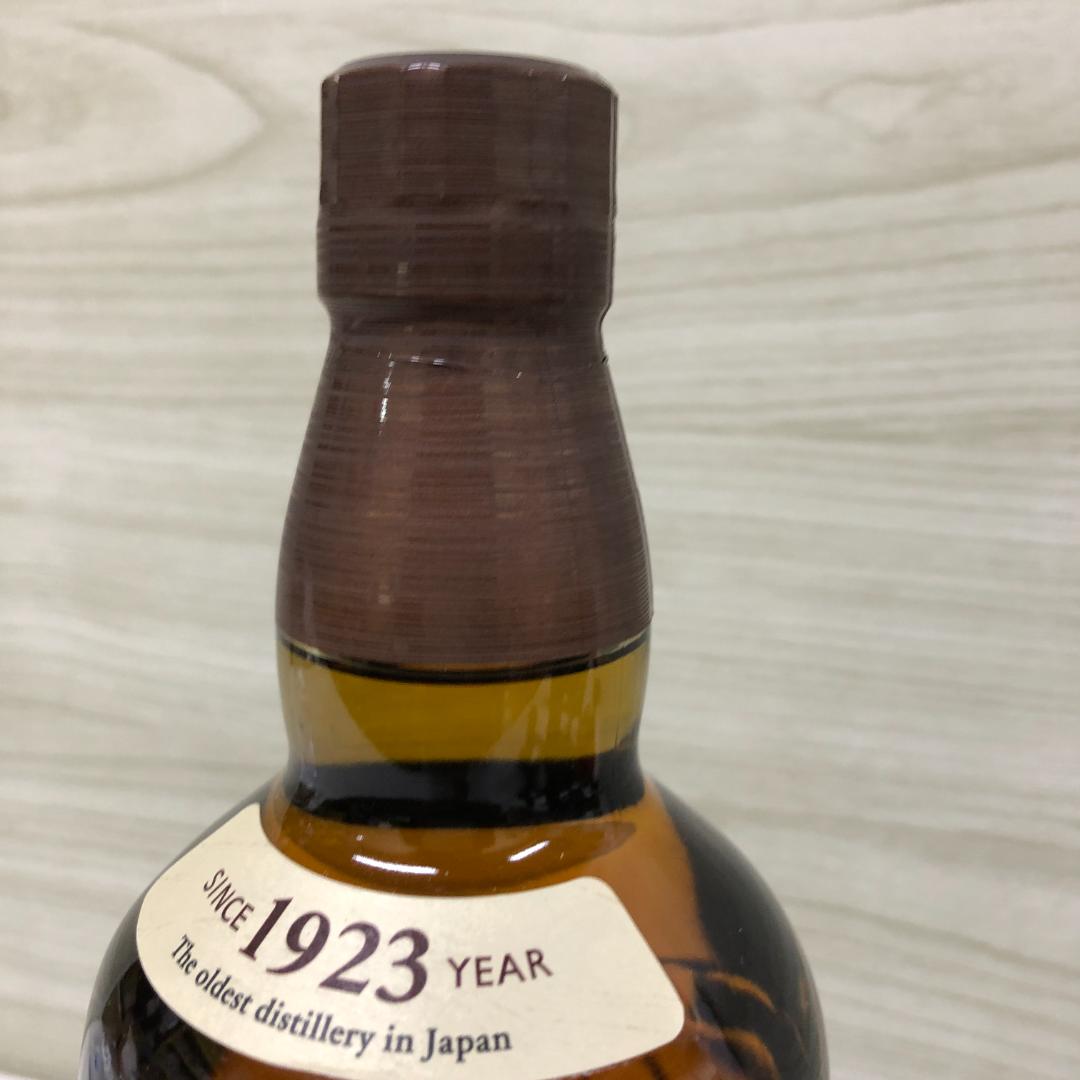 SINCE 1923 YEAR
The oldest distillery in Japan